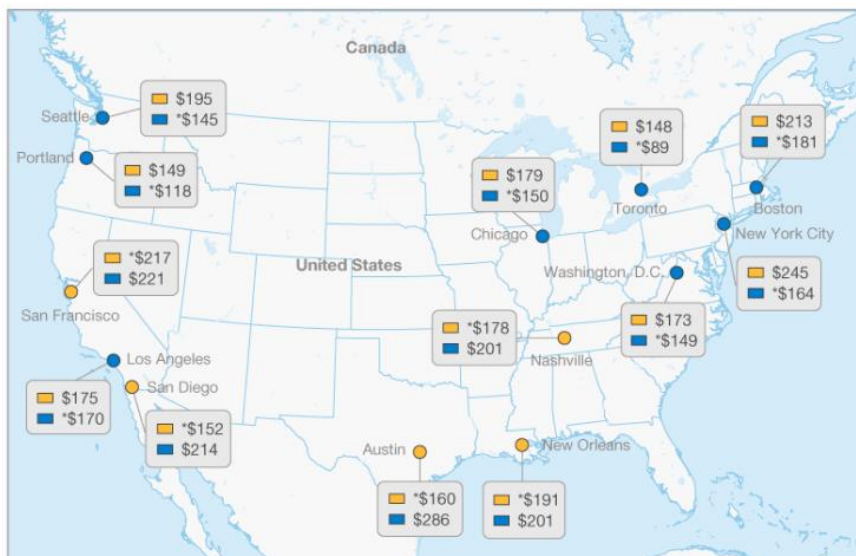 Canada
Seattle
$195
*$145
Portland
$149
*$118
$148
*$89
Toronto
$213
*$181
Boston
$179
*$150
Chicago
New York City
$245
*$164
Washington, D.C.
$173
*$149
United States
*$217
$221
San Francisco
*$178
$201
Nashville
Los Angeles
$175
*$170
San Diego
*$152
$214
Austin
*$160
$286
New Orleans
*$191
$201